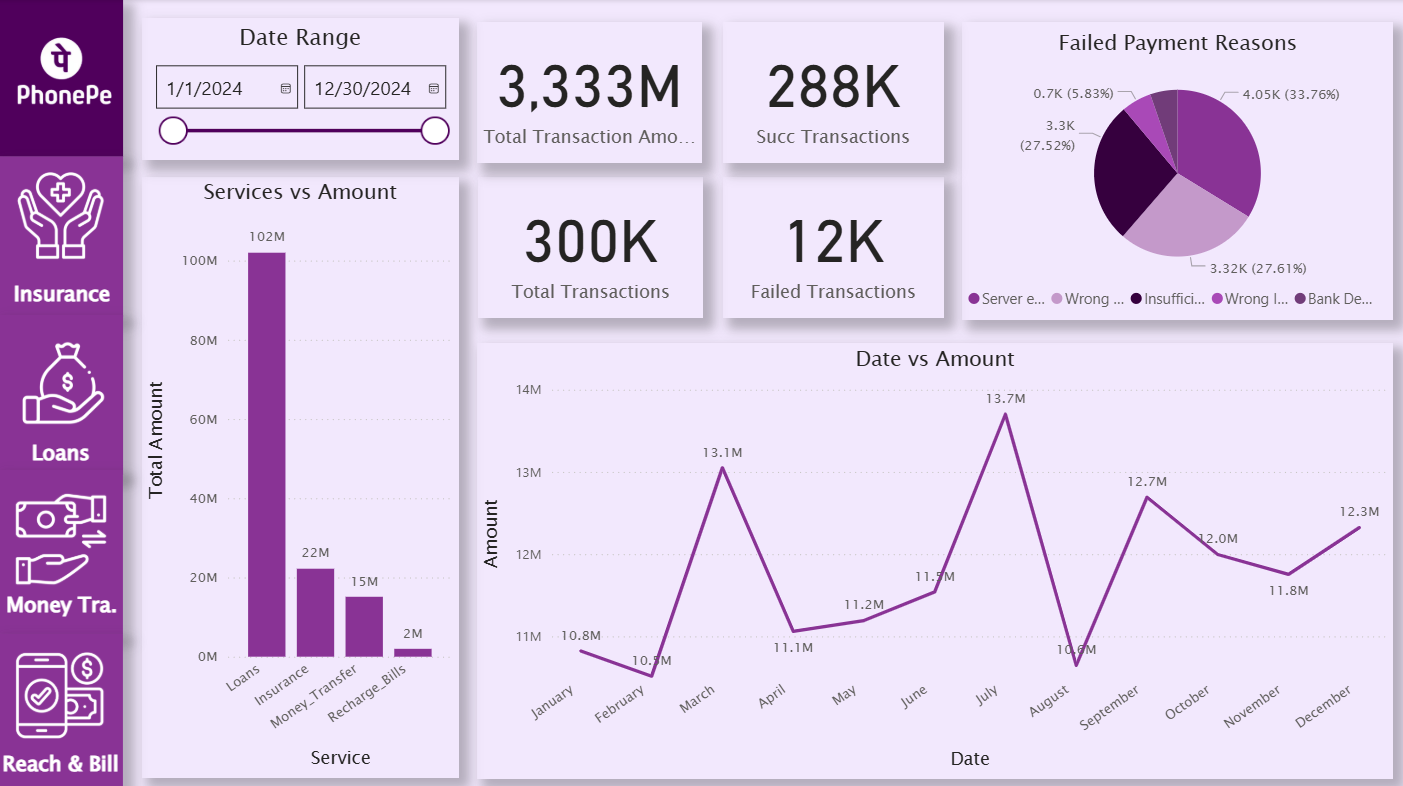 पे
PhonePe
Insurance
Loans
Money Tra.
Reach & Bill
Date Range
1/1/2024
12/30/2024
3,333M
Total Transaction Amo...
288K
Succ Transactions
300K
Total Transactions
12K
Failed Transactions
Failed Payment Reasons
0.7K (5.83%)
4.05K (33.76%)
3.3K
(27.52%)
3.32K (27.61%)
Server e...
Wrong ...
Insuffici...
Wrong I...
Bank De...
Services vs Amount
Total Amount
100M
80M
60M
40M
20M
0M
102M
22M
15M
2M
Loans
Insurance
Money_Transfer
Recharge_Bills
Service
Date vs Amount
Amount
14M
13M
12M
11M
10.8M
10.5M
13.1M
11.1M
11.2M
11.5M
13.7M
10.6M
12.7M
12.0M
11.8M
12.3M
January
February
March
April
May
June
July
August
September
October
November
December
Date